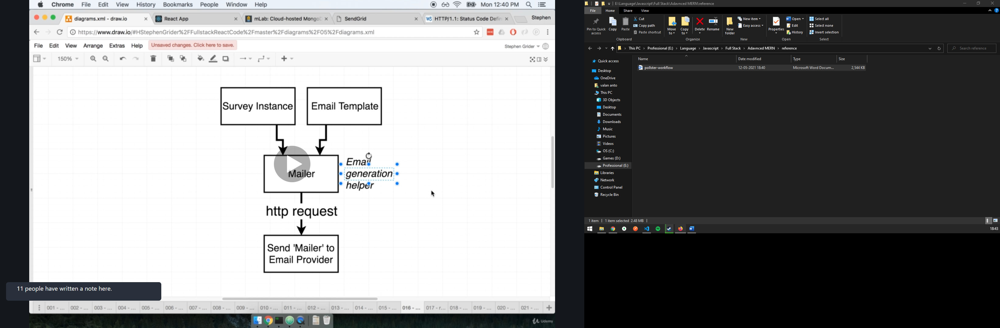 Chrome File Edit View History Bookmarks People Window Help
Mon 12:40 PM
diagrams.xml - draw.io
React App
mLab: Cloud-hosted MongoD
SendGrid
HTTP/1.1: Status Code Defin
Stephen
https://www.draw.io/#HStephenGrider%2FFullstackReactCode%2Fmaster%2Fdiagrams%2F05%2Fdiagrams.xml
File Edit View Arrange Extras Help
Unsaved changes. Click here to save.
Stephen Grider
150%
Survey Instance
Email Template
Mailer
Email
generation
helper
http request
Send 'Mailer' to
Email Provider
11 people have written a note here.
001 - ... 002 - ... 003 - ... 004 - ... 005 - ... 006 - ... 007 - ... 008 - ... 009 - ... 010 - ... 011 - ... 012 - ... 013 - ... 014 - ... 015 - ... 016 - ... 017 - r... 018 - ... 019 - ... 020 - ... 021 - ...
Udemy
E:\Language\Javascript\Full Stack\Adavnced MERN\reference
File Home Share View
Pin to Quick
access
Copy
Paste
Cut
Copy path
Paste shortcut
Clipboard
Move
to
Copy
to
Delete
Rename
Organize
New
folder
New item
Easy access
New
Properties
Open
Edit
History
Open
Select all
Select none
Invert selection
Select
This PC > Professional (E:) > Language > Javascript > Full Stack > Adavnced MERN > reference
Search reference
Name
Date modified
Type
Size
pollster-workflow
12-05-2021 18:40
Microsoft Word Docum...
2,544 KB
Quick access
Desktop
OneDrive
valan anto
This PC
3D Objects
Desktop
Documents
Downloads
Music
Pictures
Videos
OS (C:)
Games (D:)
Professional (E:)
Libraries
Network
Control Panel
Recycle Bin
1 item
1 item selected 2.48 MB
18:43